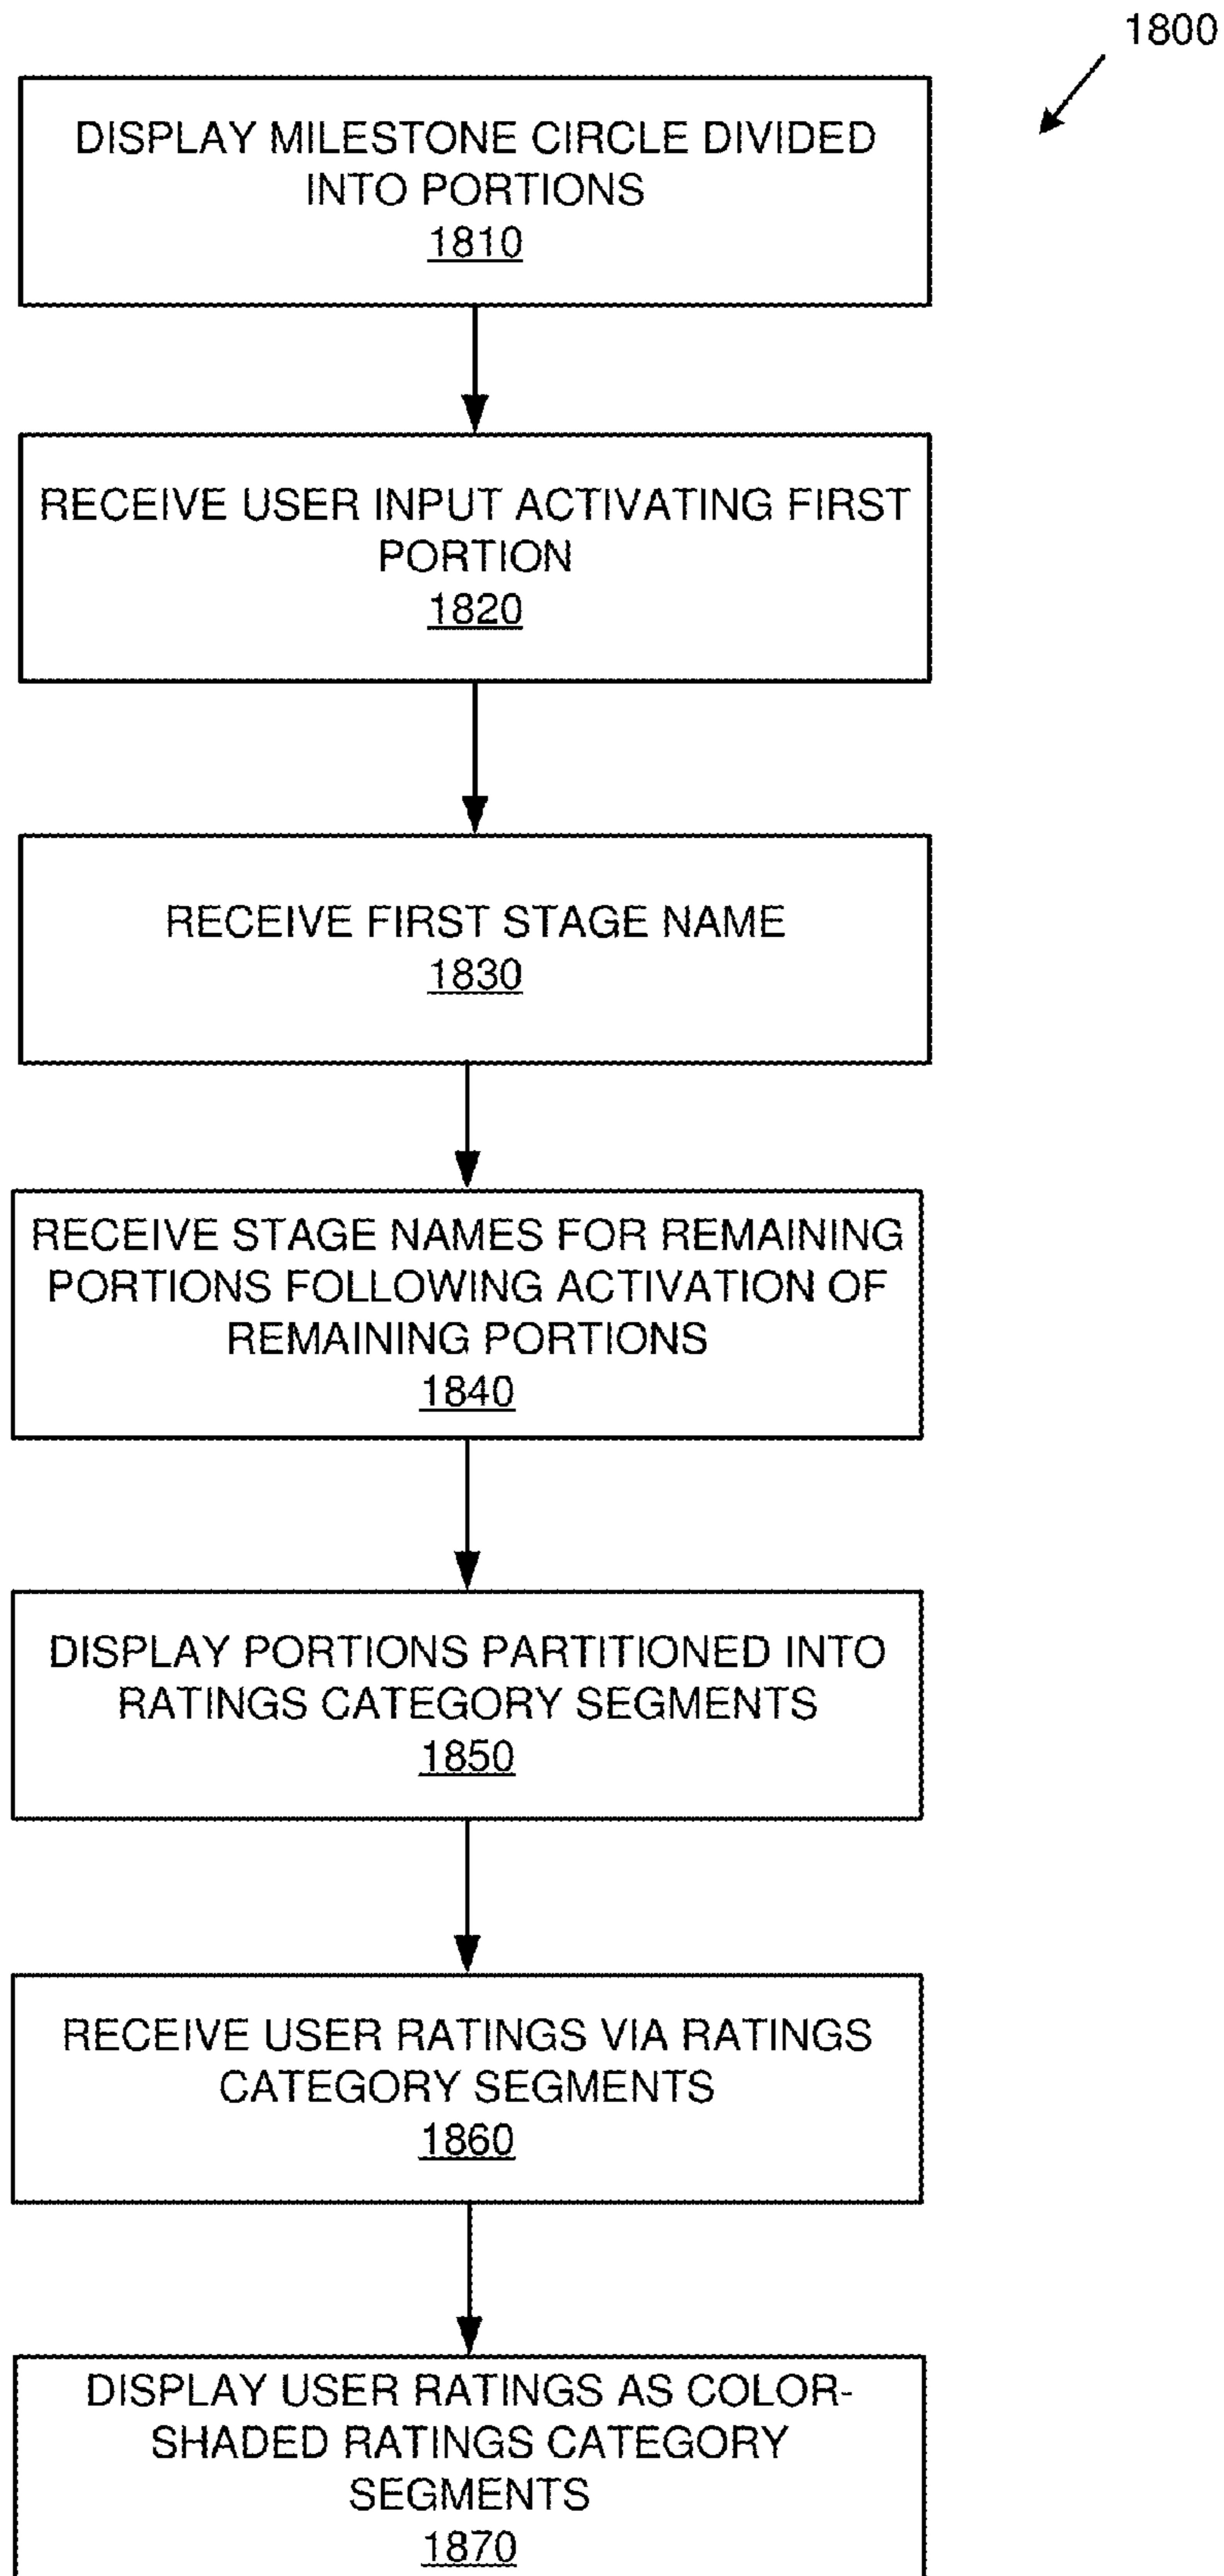 1800
DISPLAY MILESTONE CIRCLE DIVIDED
INTO PORTIONS
1810
RECEIVE USER INPUT ACTIVATING FIRST
PORTION
1820
RECEIVE FIRST STAGE NAME
1830
RECEIVE STAGE NAMES FOR REMAINING
PORTIONS FOLLOWING ACTIVATION OF
REMAINING PORTIONS
1840
DISPLAY PORTIONS PARTITIONED INTO
RATINGS CATEGORY SEGMENTS
1850
RECEIVE USER RATINGS VIA RATINGS
CATEGORY SEGMENTS
1860
DISPLAY USER RATINGS AS COLOR-
SHADED RATINGS CATEGORY
SEGMENTS
1870